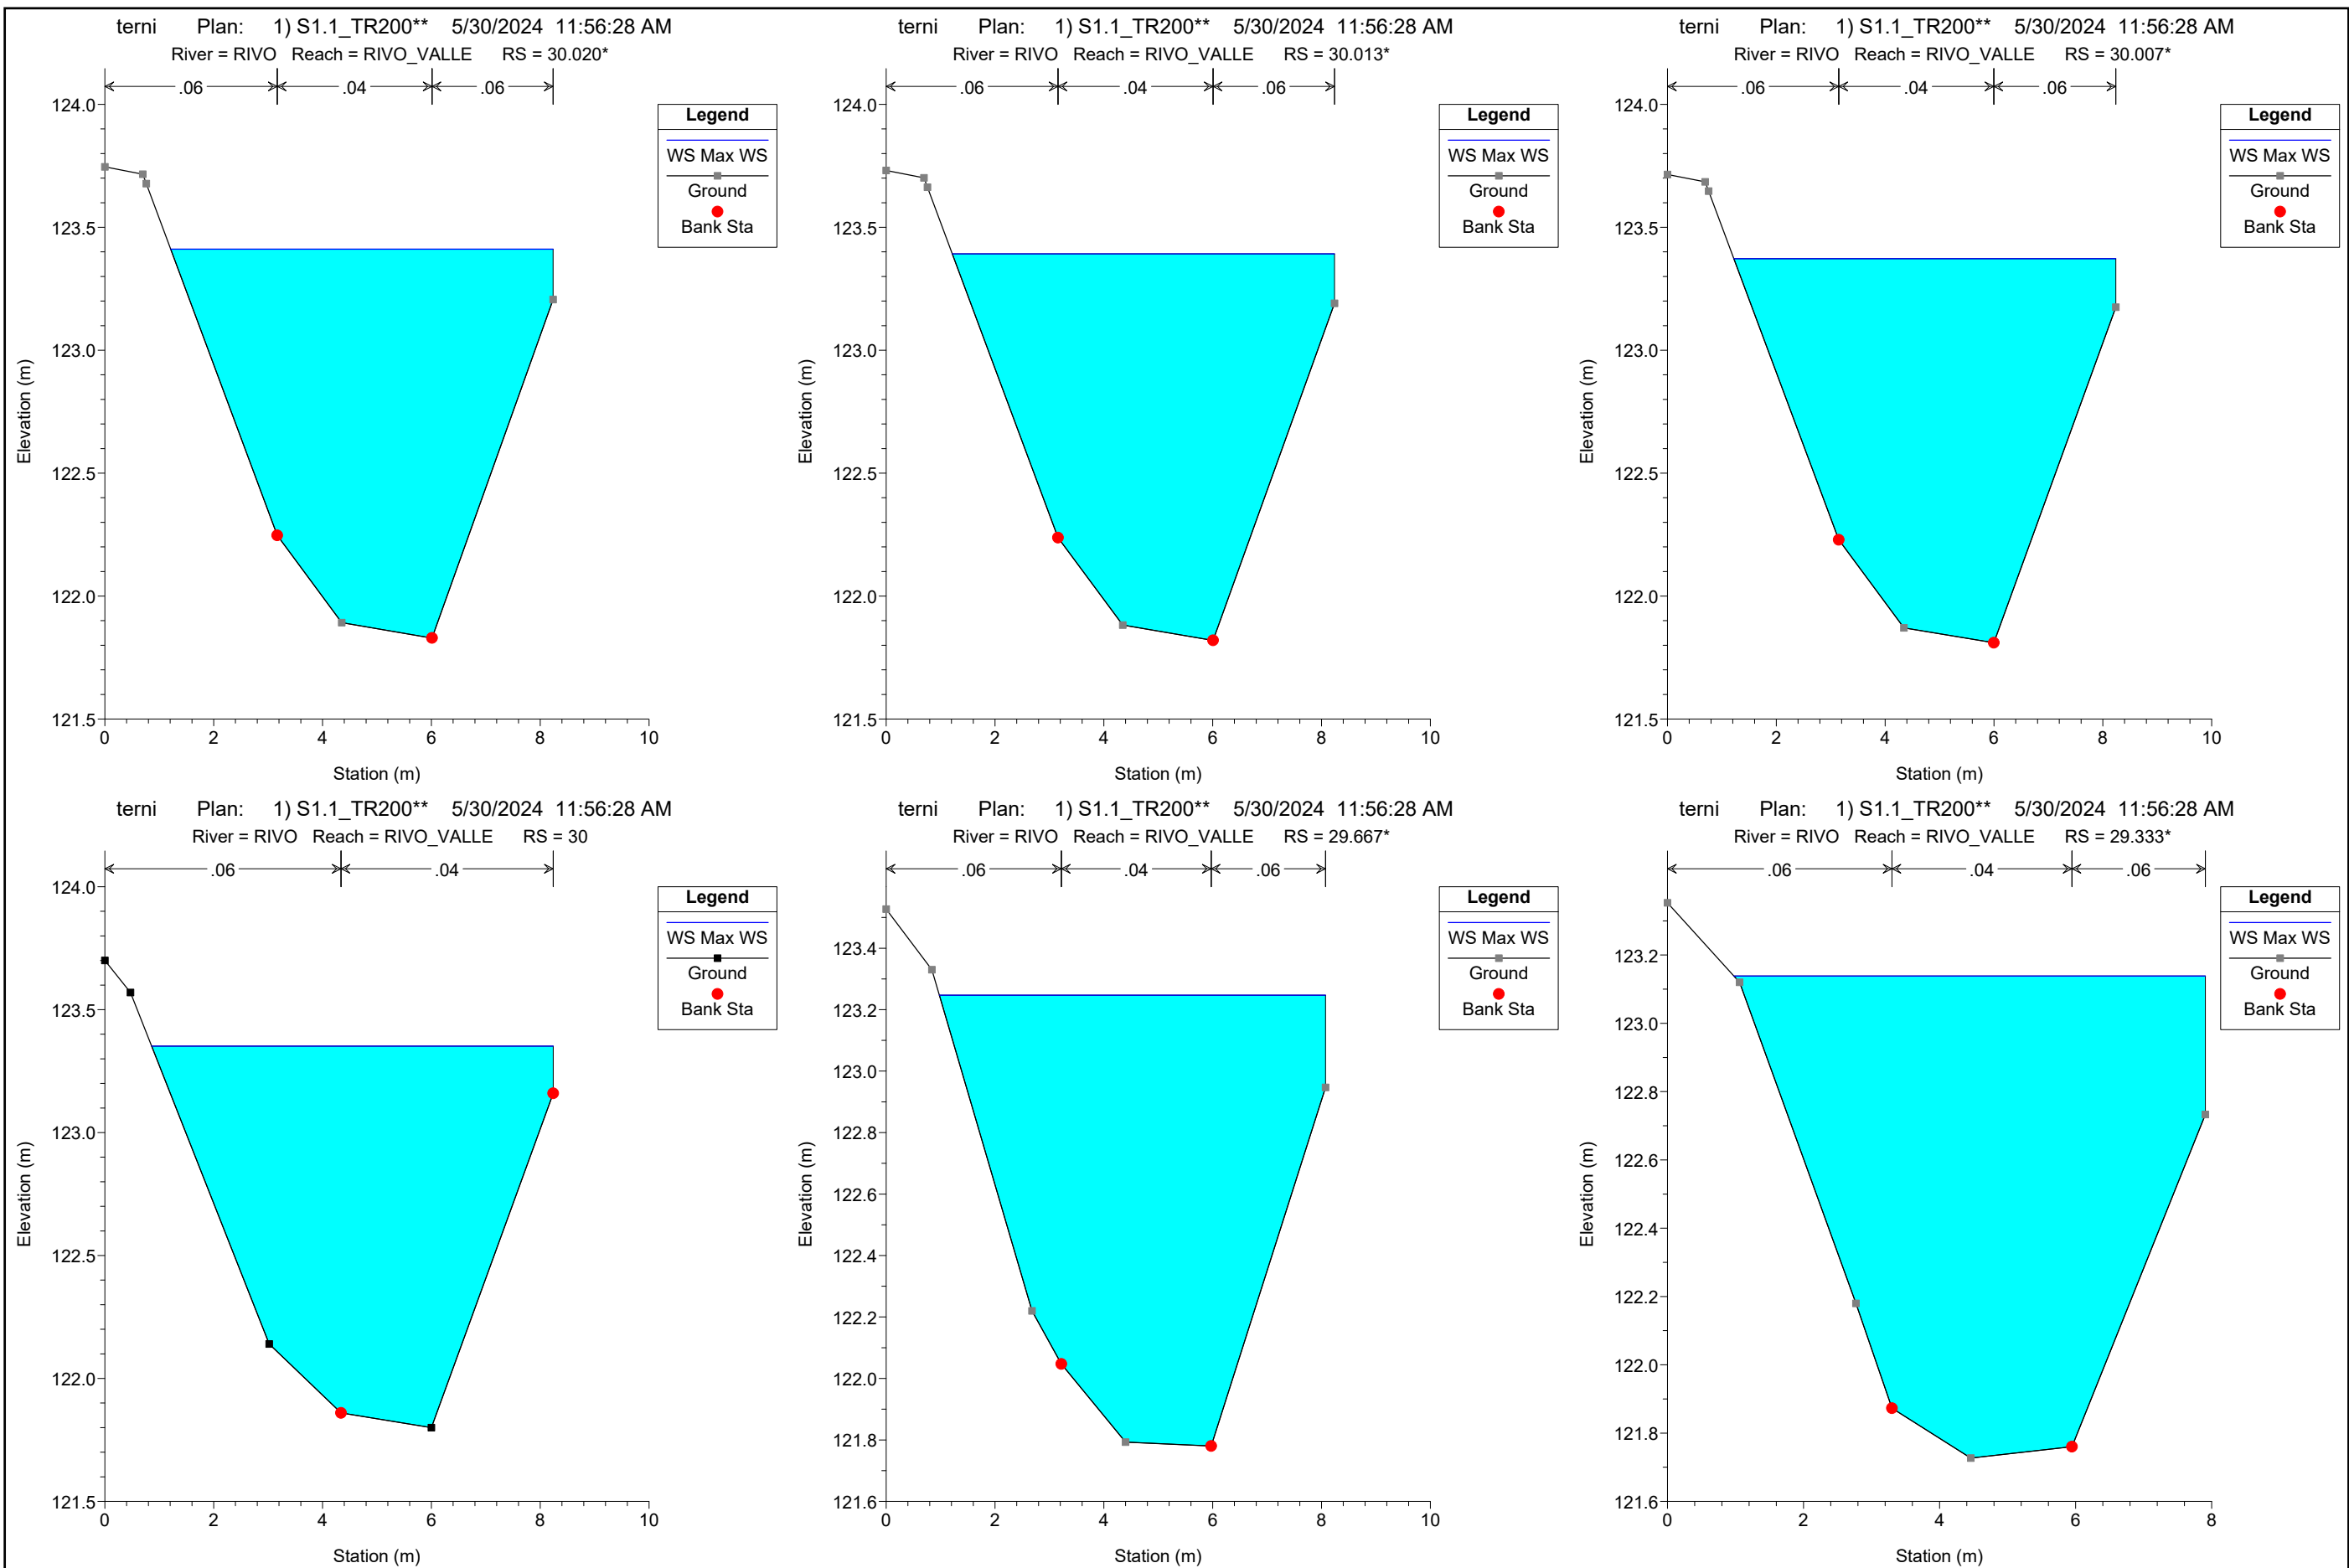 terni Plan: 1) S1.1_TR200** 5/30/2024 11:56:28 AM
River = RIVO Reach = RIVO_VALLE RS = 30.020*
.06 .04 .06
124.0
123.5
123.0
122.5
122.0
121.5
Elevation (m)
0 2 4 6 8 10
Station (m)
Legend
WS Max WS
Ground
Bank Sta
terni Plan: 1) S1.1_TR200** 5/30/2024 11:56:28 AM
River = RIVO Reach = RIVO_VALLE RS = 30.013*
.06 .04 .06
124.0
123.5
123.0
122.5
122.0
121.5
Elevation (m)
0 2 4 6 8 10
Station (m)
Legend
WS Max WS
Ground
Bank Sta
terni Plan: 1) S1.1_TR200** 5/30/2024 11:56:28 AM
River = RIVO Reach = RIVO_VALLE RS = 30.007*
.06 .04 .06
124.0
123.5
123.0
122.5
122.0
121.5
Elevation (m)
0 2 4 6 8 10
Station (m)
Legend
WS Max WS
Ground
Bank Sta
terni Plan: 1) S1.1_TR200** 5/30/2024 11:56:28 AM
River = RIVO Reach = RIVO_VALLE RS = 30
.06 .04
124.0
123.5
123.0
122.5
122.0
121.5
Elevation (m)
0 2 4 6 8 10
Station (m)
Legend
WS Max WS
Ground
Bank Sta
terni Plan: 1) S1.1_TR200** 5/30/2024 11:56:28 AM
River = RIVO Reach = RIVO_VALLE RS = 29.667*
.06 .04 .06
123.4
123.2
123.0
122.8
122.6
122.4
122.2
122.0
121.8
121.6
Elevation (m)
0 2 4 6 8 10
Station (m)
Legend
WS Max WS
Ground
Bank Sta
terni Plan: 1) S1.1_TR200** 5/30/2024 11:56:28 AM
River = RIVO Reach = RIVO_VALLE RS = 29.333*
.06 .04 .06
123.2
123.0
122.8
122.6
122.4
122.2
122.0
121.8
121.6
Elevation (m)
0 2 4 6 8
Station (m)
Legend
WS Max WS
Ground
Bank Sta